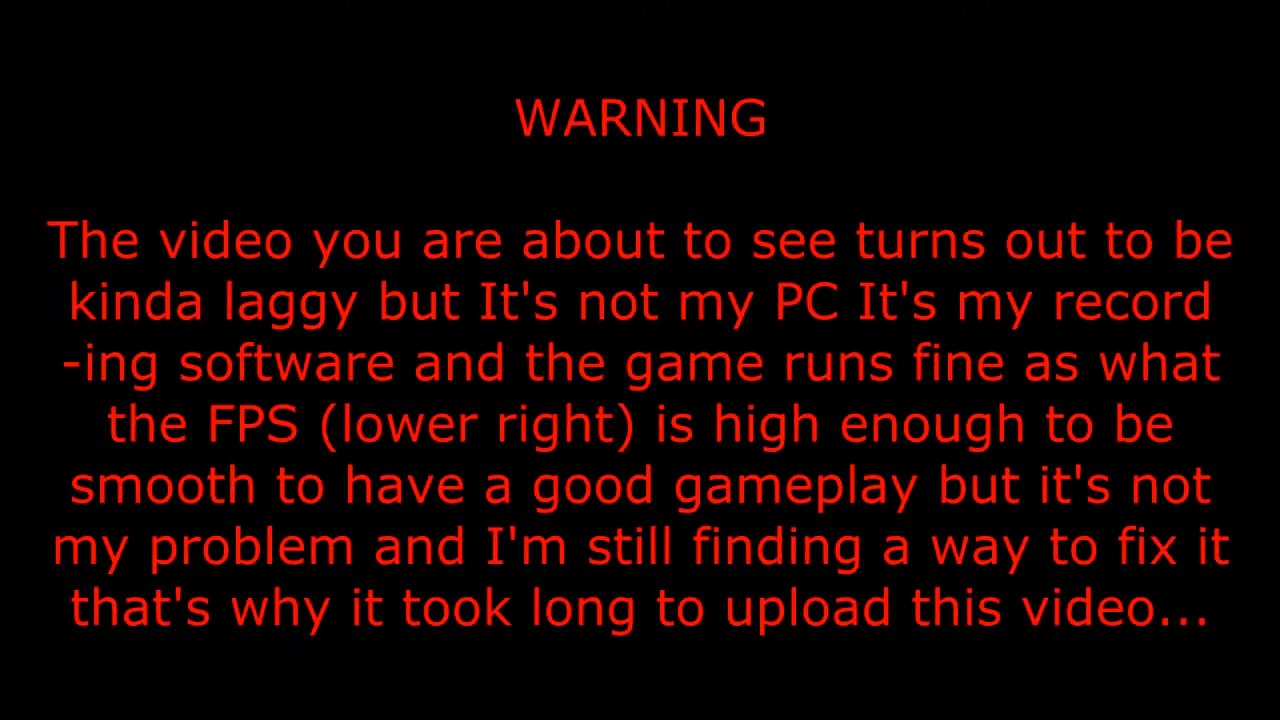 WARNING
The video you are about to see turns out to be
kinda laggy but It's not my PC It's my record
-ing software and the game runs fine as what
the FPS (lower right) is high enough to be
smooth to have a good gameplay but it's not
my problem and I'm still finding a way to fix it
that's why it took long to upload this video...